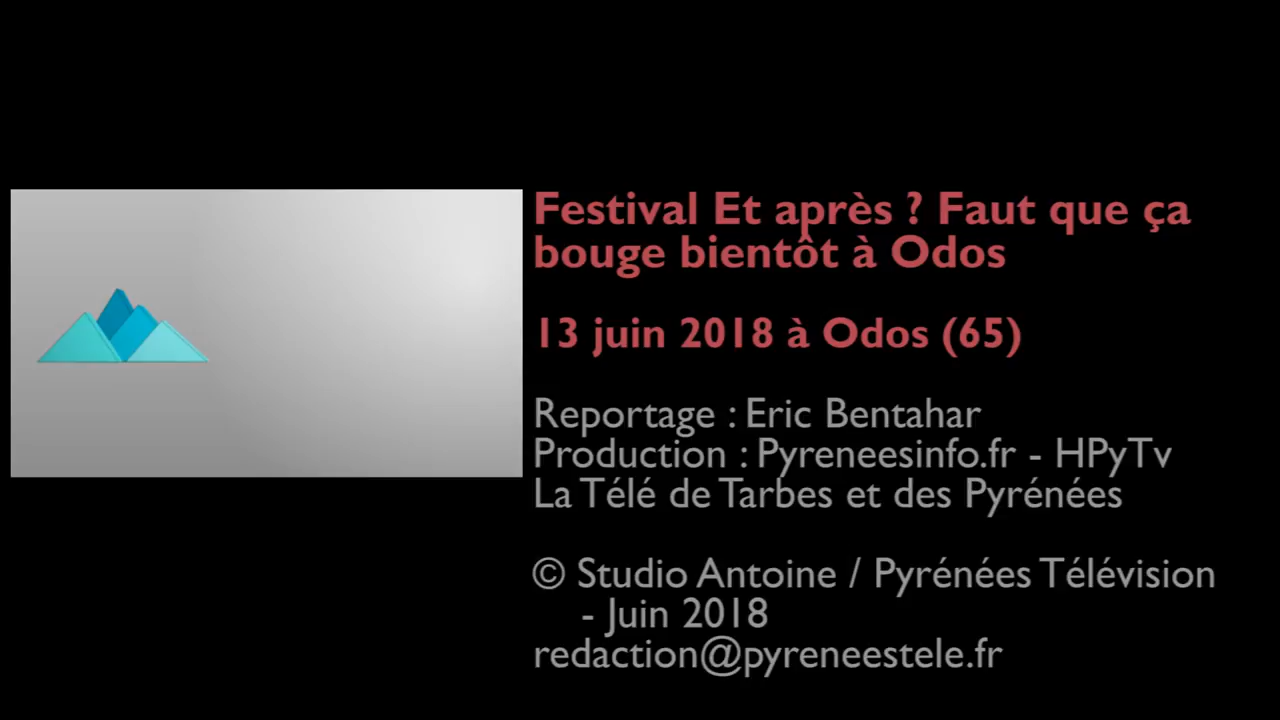 Festival Et après ? Faut que ça
bouge bientôt à Odos
13 juin 2018 à Odos (65)
Reportage : Eric Bentahar
Production : Pyreneesinfo.fr - HPyTv
La Télé de Tarbes et des Pyrénées
© Studio Antoine / Pyrénées Télévision
- Juin 2018
redaction@pyreneestele.fr